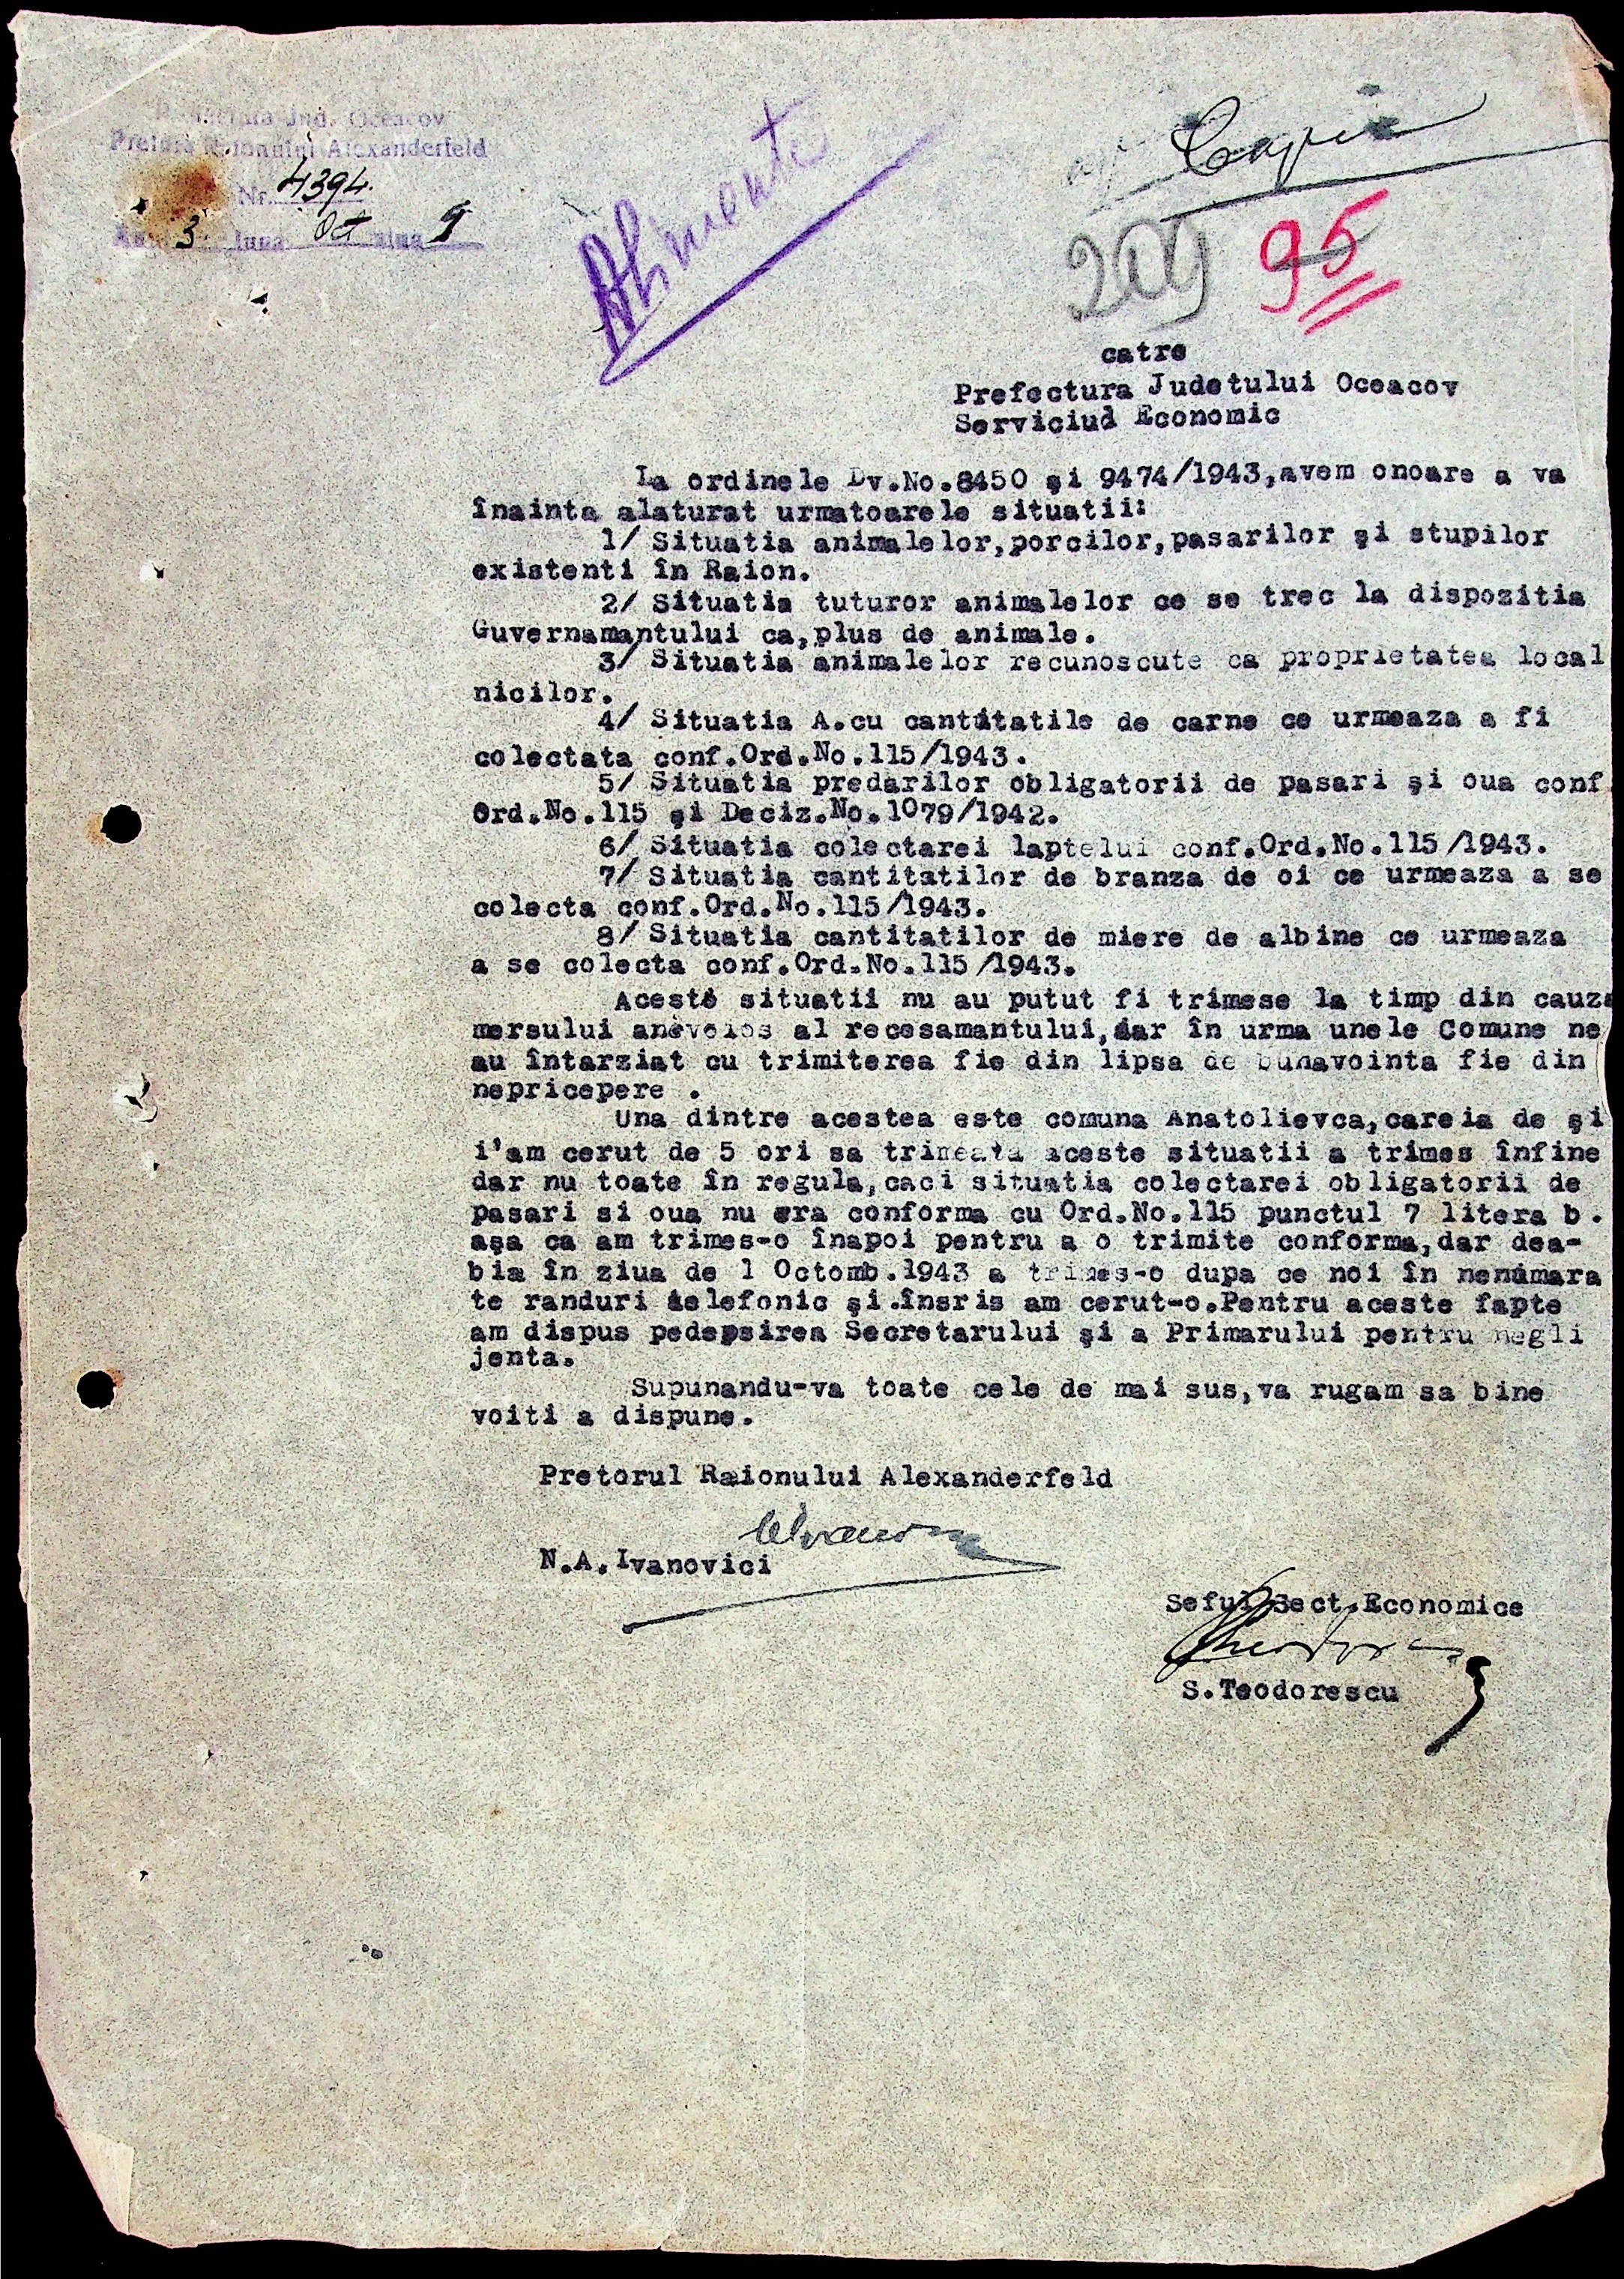 Prefectura Jud. Oceacov
Pretura Raionului Alexanderfeld
Nr. 4394
3 luna Oct ziua 9
Alimente
Copie
209 95
catre
Prefectura Judetului Oceacov
Serviciud Economic
La ordinele Dv.No.8450 și 9474/1943,avem onoare a va
înainta alaturat urmatoarele situatii:
1/ Situatia animalelor,porcilor,pasarilor și stupilor
existenti în Raion.
2/ Situatia tuturor animalelor ce se trec la dispozitia
Guvernamantului ca,plus de animale.
3/ Situatia animalelor recunoscute ca proprietatea local
nicilor.
4/ Situatia A.cu cantitatile de carne ce urmeaza a fi
colectata conf.Ord.No.115/1943.
5/ Situatia predarilor obligatorii de pasari și oua conf.
Ord.No.115 și Deciz.No.1079/1942.
6/ Situatia colectarei laptelui conf.Ord.No.115/1943.
7/ Situatia cantitatilor de branza de oi ce urmeaza a se
colecta conf.Ord.No.115/1943.
8/ Situatia cantitatilor de miere de albine ce urmeaza
a se colecta conf.Ord.No.115/1943.
Aceste situatii nu au putut fi trimese la timp din cauza
mersului anevoios al recesamantului,dar în urma unele Comune ne
au întarziat cu trimiterea fie din lipsa de bunavointa fie din
nepricepere .
Una dintre acestea este comuna Anatolievca,careia de și
i'am cerut de 5 ori sa trimeata aceste situatii a trimes înfine
dar nu toate în regula,caci situatia colectarei obligatorii de
pasari si oua nu era conforma cu Ord.No.115 punctul 7 litera b.
așa ca am trimes-o înapoi pentru a o trimite conforma,dar dea-
bia în ziua de 1 Octomb.1943 a trimes-o dupa ce noi în nenumara
te randuri telefonic și.însris am cerut-o.Pentru aceste fapte
am dispus pedepsirea Secretarului și a Primarului pentru negli
jenta.
Supunandu-va toate cele de mai sus,va rugam sa bine
voiti a dispune.
Pretorul Raionului Alexanderfeld
N.A.Ivanovici
Seful Sect.Economice
S.Teodorescu